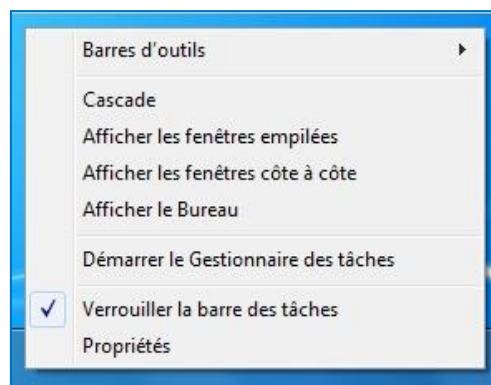 Barres d'outils
Cascade
Afficher les fenêtres empilées
Afficher les fenêtres côte à côte
Afficher le Bureau
Démarrer le Gestionnaire des tâches
Verrouiller la barre des tâches
Propriétés